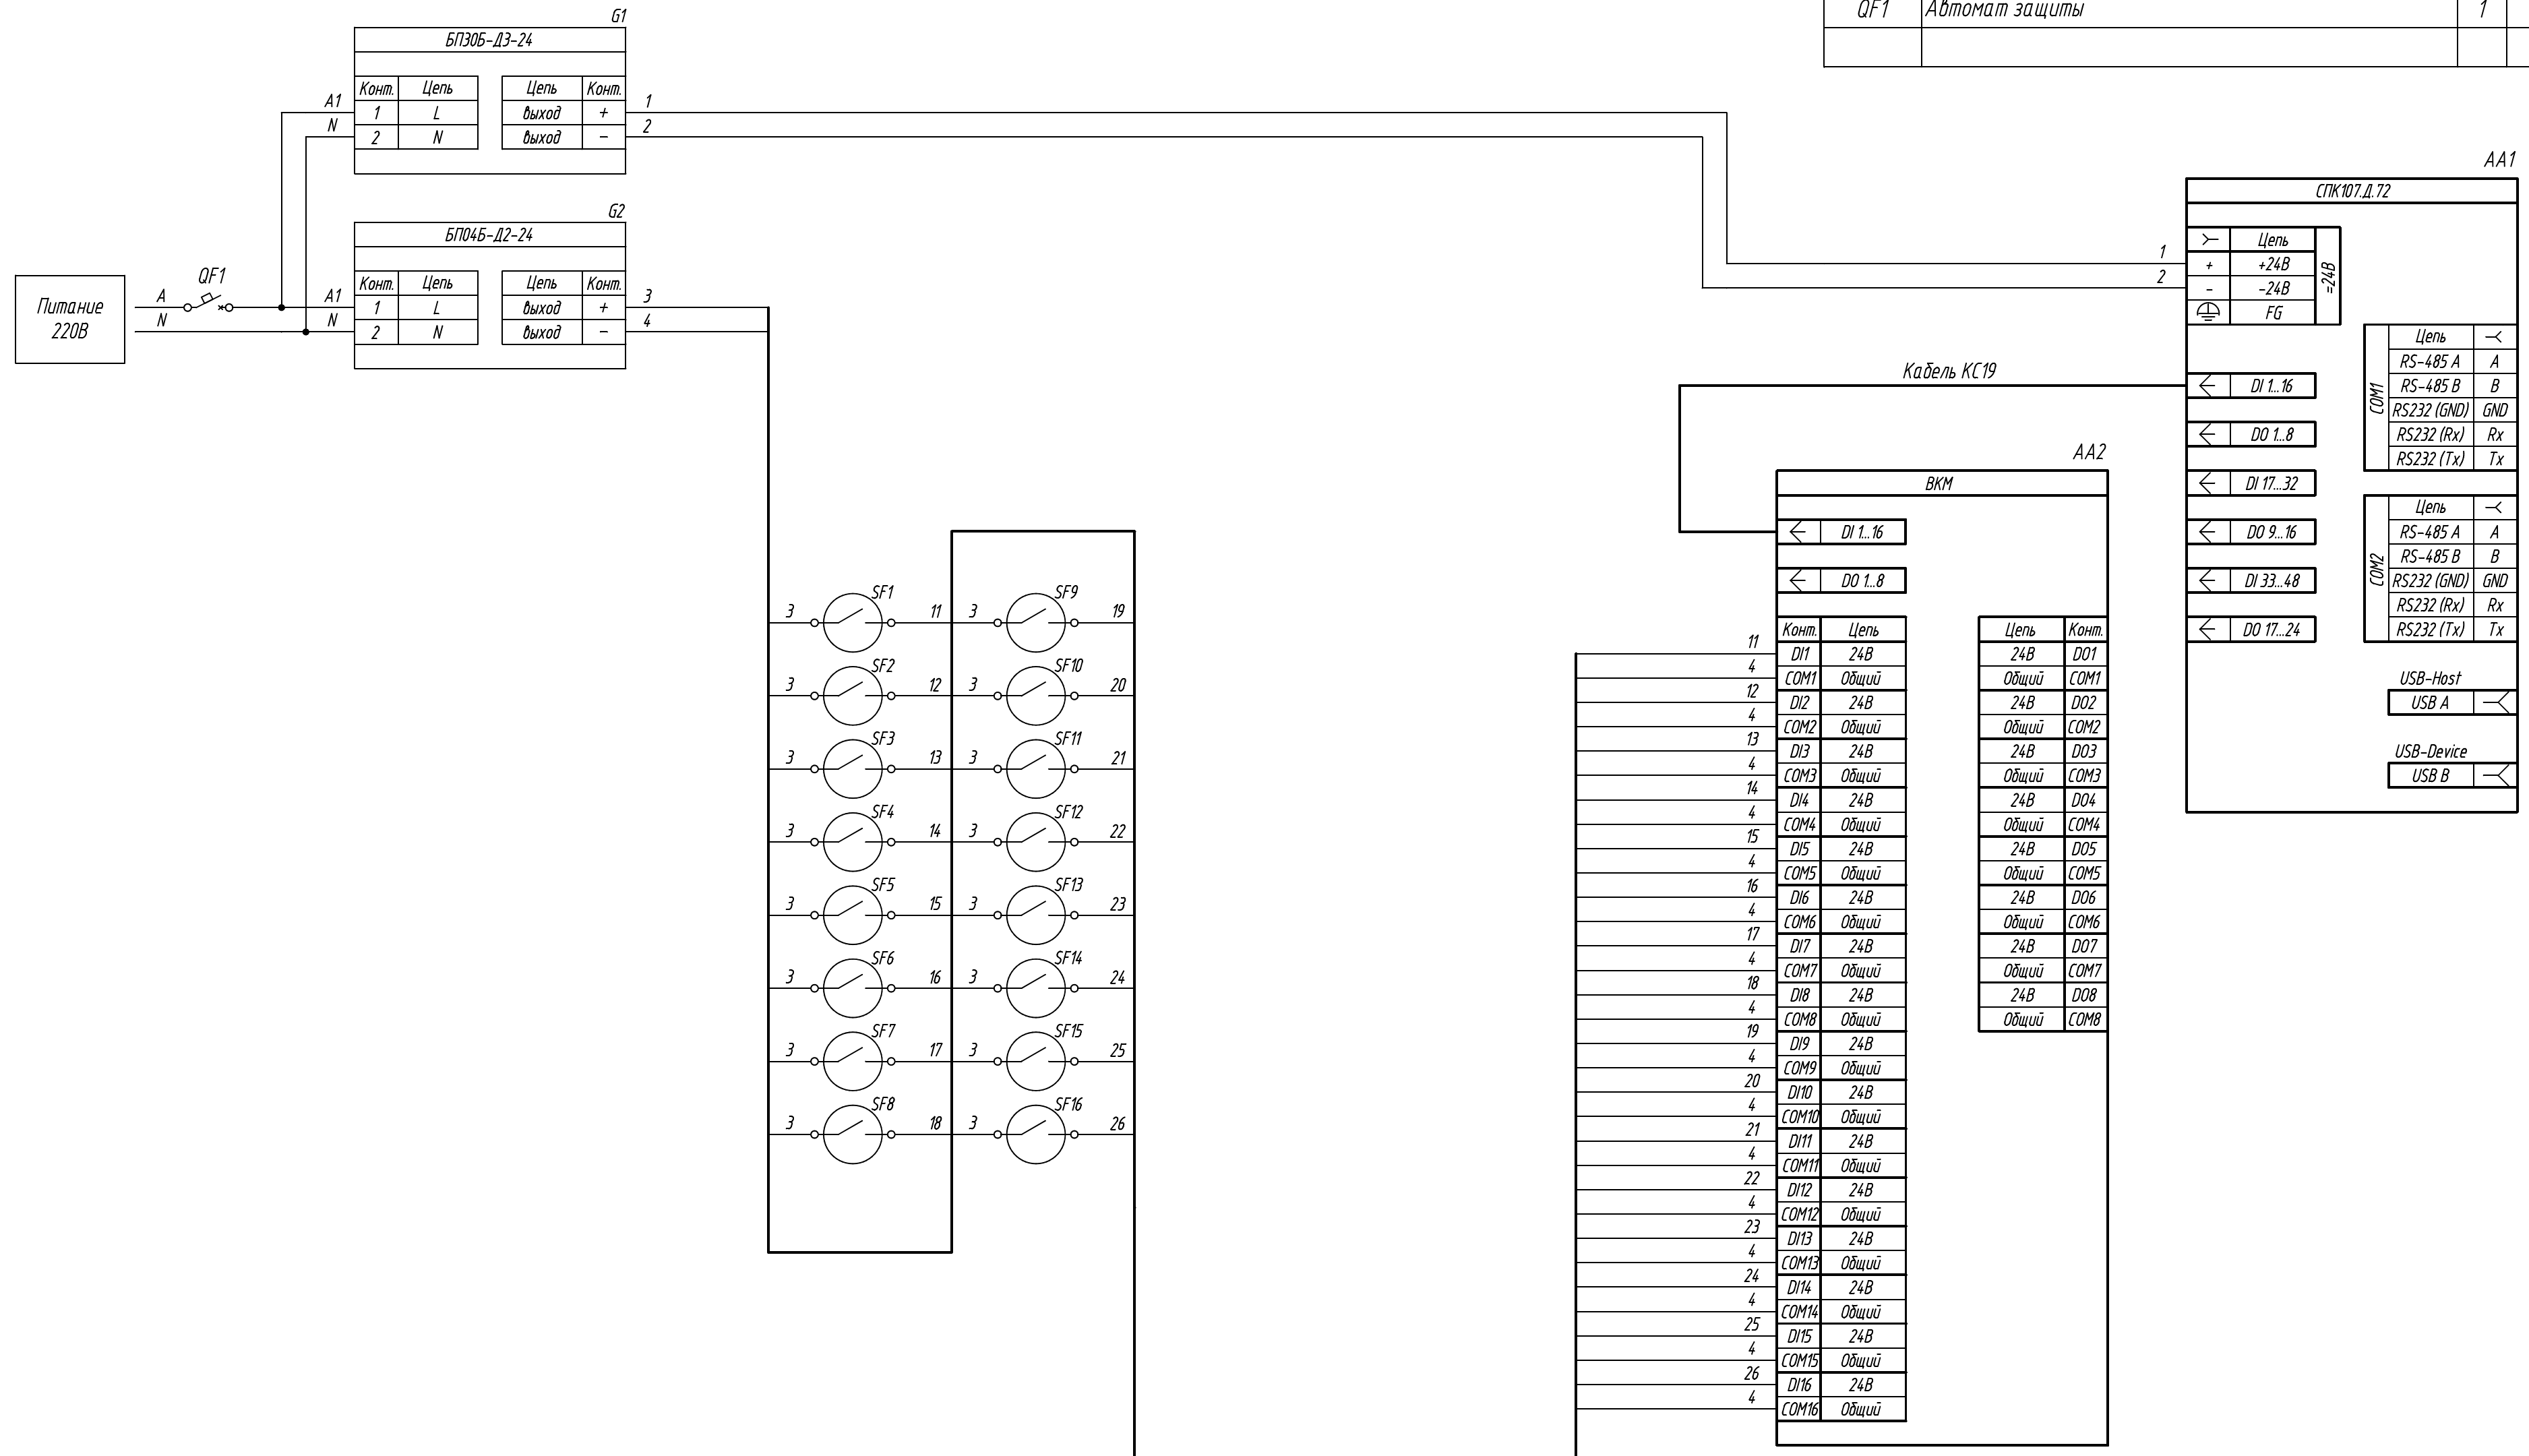 QF1 Автомат защиты 1
G1
БП30Б-Д3-24
Конт. Цепь Цепь Конт.
A1 1 L выход + 1
N 2 N выход - 2
G2
БП04Б-Д2-24
Конт. Цепь Цепь Конт.
A1 1 L выход + 3
N 2 N выход - 4
Питание
220В
A QF1
N
AA1
СПК107.Д.72
Цепь
1 + +24В
2 - -24В
FG
=24В
Кабель КС19
DI 1...16
DO 1...8
DI 17...32
DO 9...16
DI 33...48
DO 17...24
COM1
Цепь
RS-485 A A
RS-485 B B
RS232 (GND) GND
RS232 (Rx) Rx
RS232 (Tx) Tx
COM2
Цепь
RS-485 A A
RS-485 B B
RS232 (GND) GND
RS232 (Rx) Rx
RS232 (Tx) Tx
USB-Host
USB A
USB-Device
USB B
3 SF1 11 3 SF9 19
3 SF2 12 3 SF10 20
3 SF3 13 3 SF11 21
3 SF4 14 3 SF12 22
3 SF5 15 3 SF13 23
3 SF6 16 3 SF14 24
3 SF7 17 3 SF15 25
3 SF8 18 3 SF16 26
AA2
ВКМ
DI 1...16
DO 1...8
Конт. Цепь Цепь Конт.
11 DI1 24В 24В DO1
4 COM1 Общий Общий COM1
12 DI2 24В 24В DO2
4 COM2 Общий Общий COM2
13 DI3 24В 24В DO3
4 COM3 Общий Общий COM3
14 DI4 24В 24В DO4
4 COM4 Общий Общий COM4
15 DI5 24В 24В DO5
4 COM5 Общий Общий COM5
16 DI6 24В 24В DO6
4 COM6 Общий Общий COM6
17 DI7 24В 24В DO7
4 COM7 Общий Общий COM7
18 DI8 24В 24В DO8
4 COM8 Общий Общий COM8
19 DI9 24В
4 COM9 Общий
20 DI10 24В
4 COM10 Общий
21 DI11 24В
4 COM11 Общий
22 DI12 24В
4 COM12 Общий
23 DI13 24В
4 COM13 Общий
24 DI14 24В
4 COM14 Общий
25 DI15 24В
4 COM15 Общий
26 DI16 24В
4 COM16 Общий